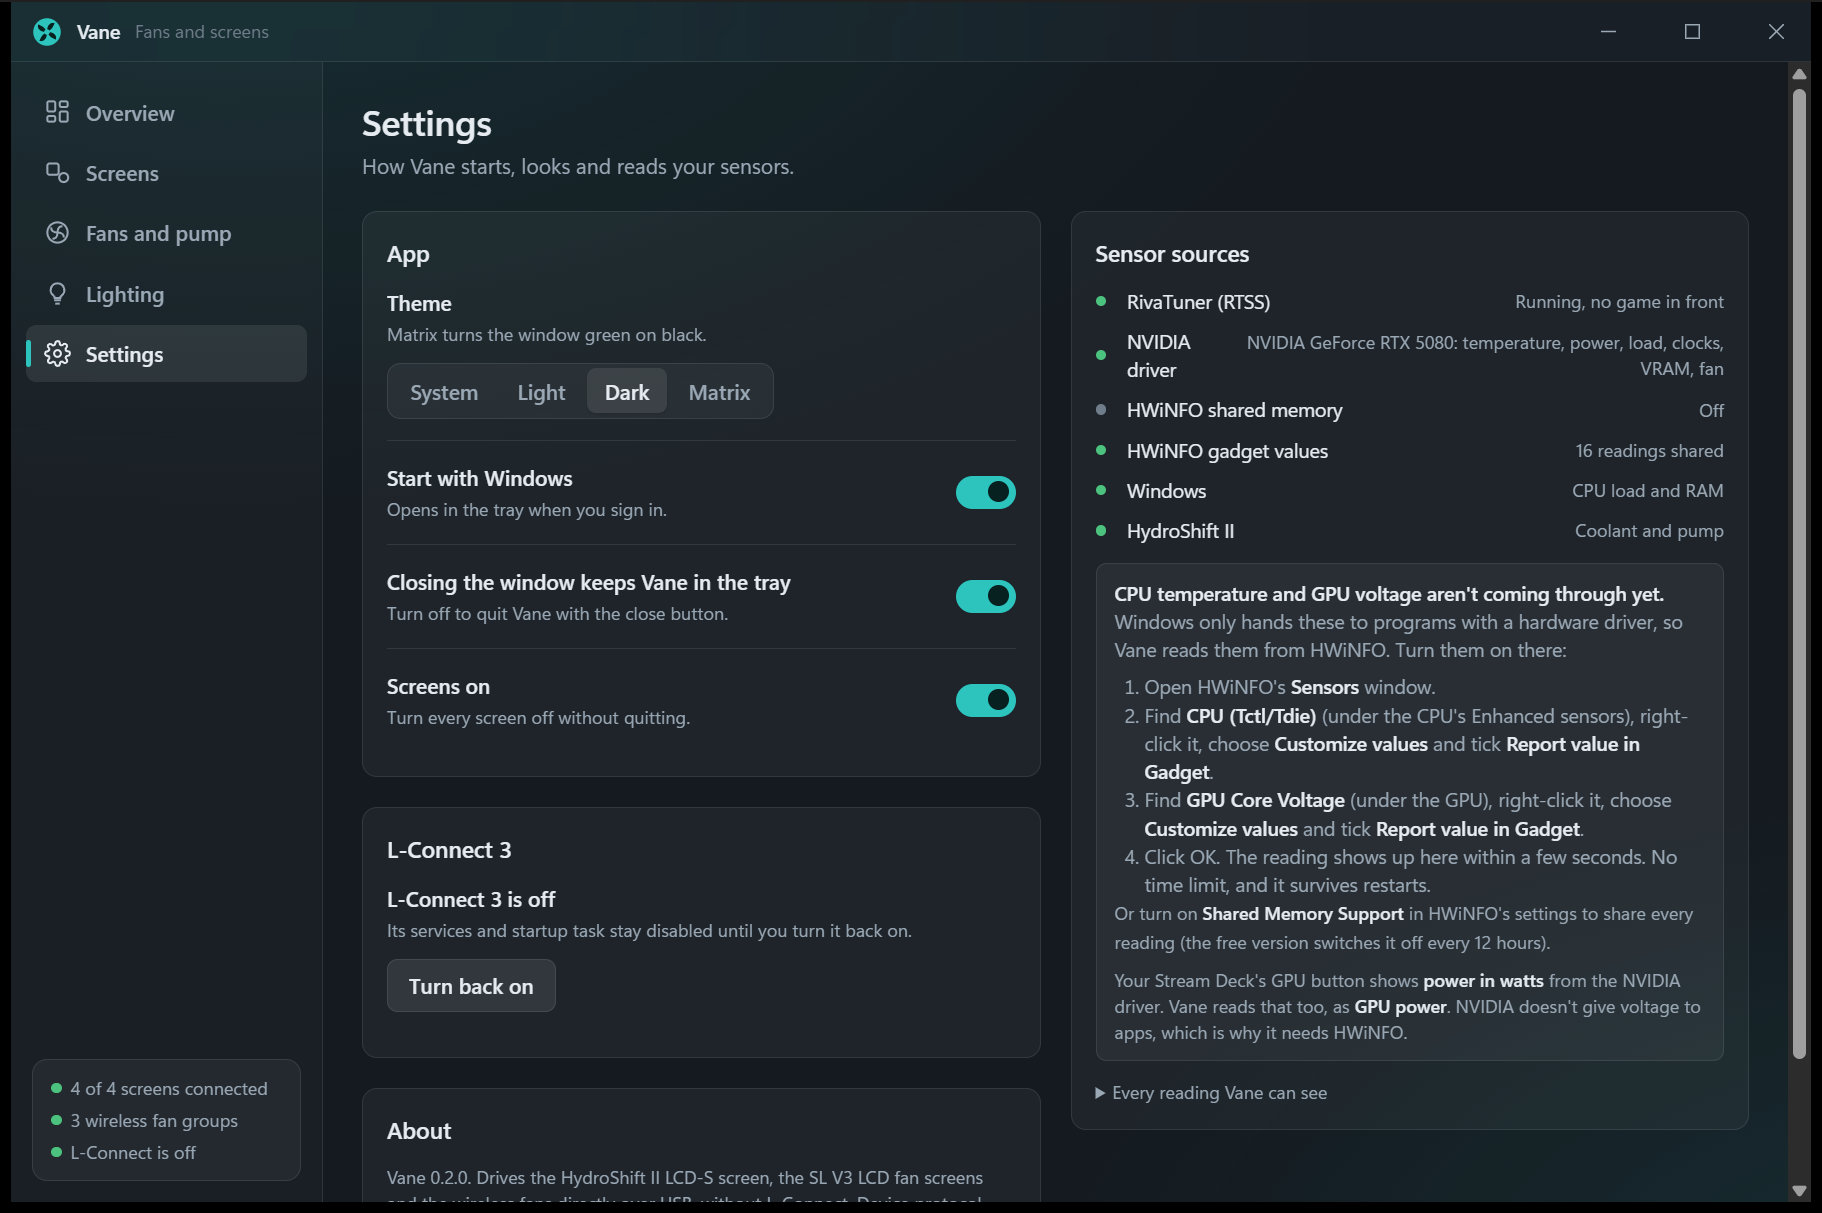 Vane Fans and screens
Overview
Screens
Fans and pump
Lighting
Settings
4 of 4 screens connected
3 wireless fan groups
L-Connect is off
Settings
How Vane starts, looks and reads your sensors.
App
Theme
Matrix turns the window green on black.
System Light Dark Matrix
Start with Windows
Opens in the tray when you sign in.
Closing the window keeps Vane in the tray
Turn off to quit Vane with the close button.
Screens on
Turn every screen off without quitting.
L-Connect 3
L-Connect 3 is off
Its services and startup task stay disabled until you turn it back on.
Turn back on
About
Vane 0.2.0. Drives the HydroShift II LCD-S screen, the SL V3 LCD fan screens
and the wireless fans directly over USB, without L-Connect. Device protocol
Sensor sources
RivaTuner (RTSS) Running, no game in front
NVIDIA driver NVIDIA GeForce RTX 5080: temperature, power, load, clocks,
VRAM, fan
HWiNFO shared memory Off
HWiNFO gadget values 16 readings shared
Windows CPU load and RAM
HydroShift II Coolant and pump
CPU temperature and GPU voltage aren't coming through yet.
Windows only hands these to programs with a hardware driver, so
Vane reads them from HWiNFO. Turn them on there:
1. Open HWiNFO's Sensors window.
2. Find CPU (Tctl/Tdie) (under the CPU's Enhanced sensors), right-
click it, choose Customize values and tick Report value in
Gadget.
3. Find GPU Core Voltage (under the GPU), right-click it, choose
Customize values and tick Report value in Gadget.
4. Click OK. The reading shows up here within a few seconds. No
time limit, and it survives restarts.
Or turn on Shared Memory Support in HWiNFO's settings to share every
reading (the free version switches it off every 12 hours).
Your Stream Deck's GPU button shows power in watts from the NVIDIA
driver. Vane reads that too, as GPU power. NVIDIA doesn't give voltage to
apps, which is why it needs HWiNFO.
Every reading Vane can see